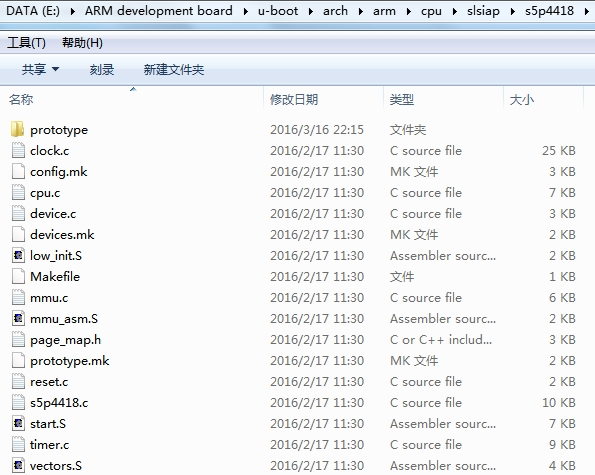 DATA (E:) ▸ ARM development board ▸ u-boot ▸ arch ▸ arm ▸ cpu ▸ slsiap ▸ s5p4418 ▸
工具(T) 帮助(H)
共享 ▼ 刻录 新建文件夹
名称 修改日期 类型 大小
prototype 2016/3/16 22:15 文件夹
clock.c 2016/2/17 11:30 C source file 25 KB
config.mk 2016/2/17 11:30 MK 文件 3 KB
cpu.c 2016/2/17 11:30 C source file 7 KB
device.c 2016/2/17 11:30 C source file 3 KB
devices.mk 2016/2/17 11:30 MK 文件 2 KB
low_init.S 2016/2/17 11:30 Assembler sourc... 2 KB
Makefile 2016/2/17 11:30 文件 1 KB
mmu.c 2016/2/17 11:30 C source file 6 KB
mmu_asm.S 2016/2/17 11:30 Assembler sourc... 2 KB
page_map.h 2016/2/17 11:30 C or C++ includ... 3 KB
prototype.mk 2016/2/17 11:30 MK 文件 2 KB
reset.c 2016/2/17 11:30 C source file 2 KB
s5p4418.c 2016/2/17 11:30 C source file 10 KB
start.S 2016/2/17 11:30 Assembler sourc... 7 KB
timer.c 2016/2/17 11:30 C source file 9 KB
vectors.S 2016/2/17 11:30 Assembler sourc... 4 KB